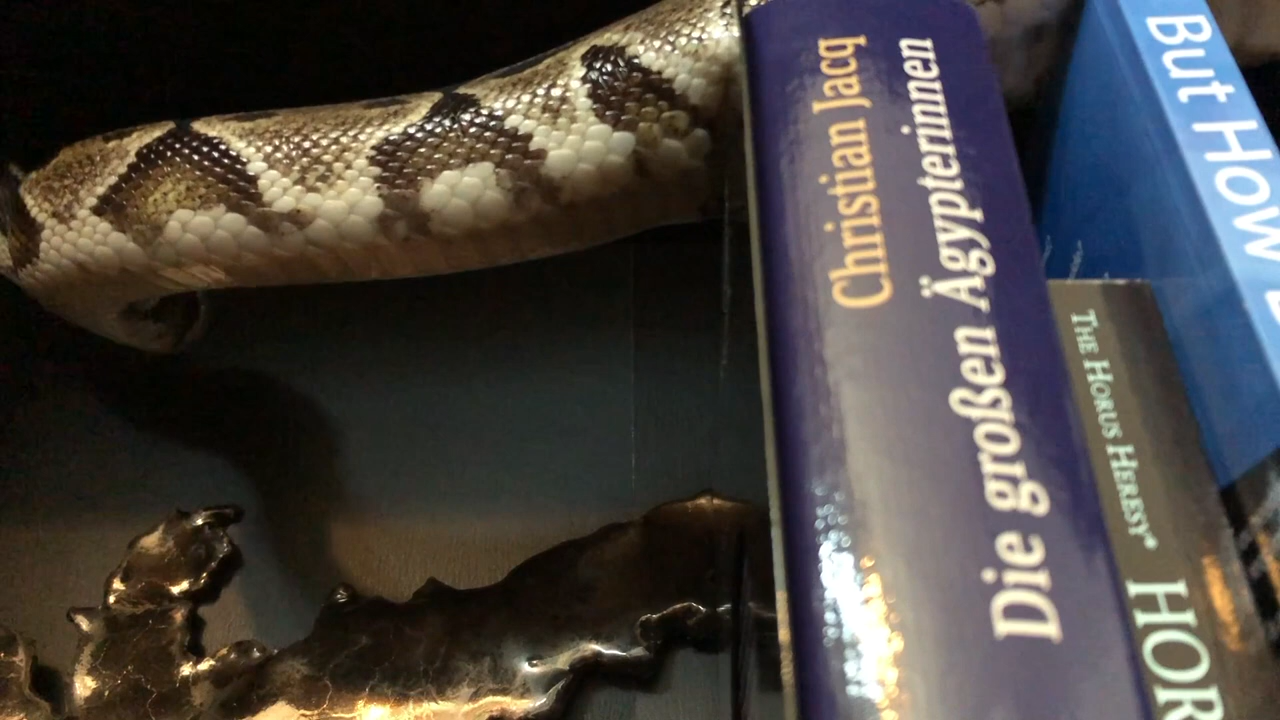 Christian Jacq
Die großen Ägypterinnen
THE HORUS HERESY®
HOR
But How